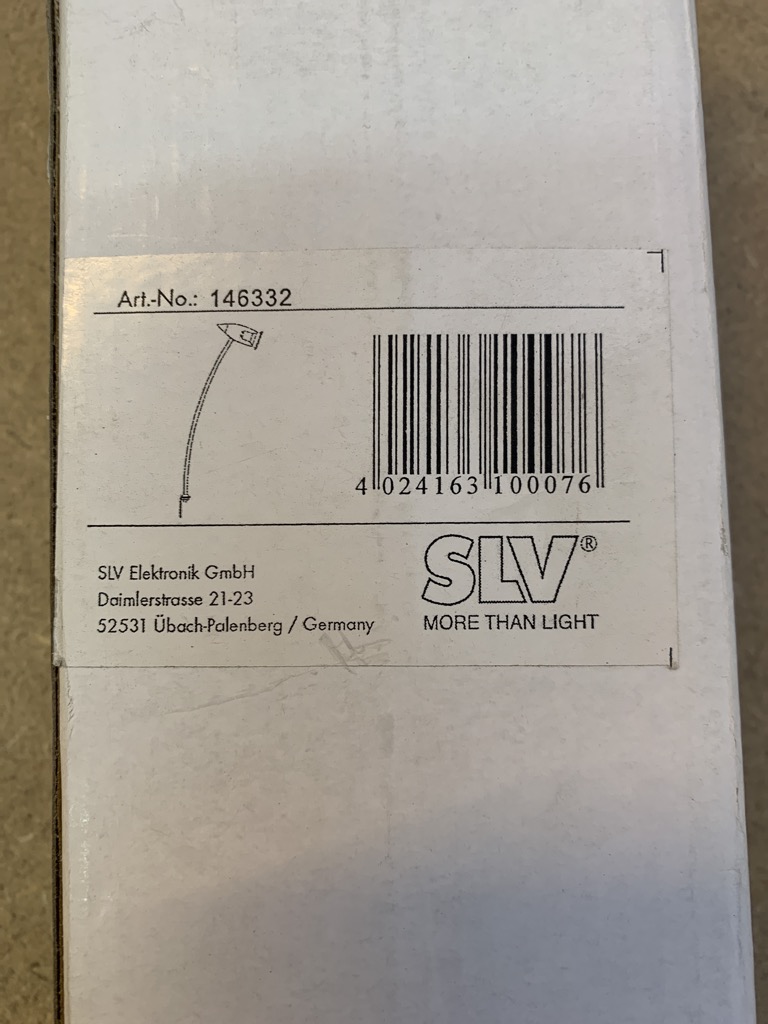 Art.-No.: 146332
4 024163 100076
SLV Elektronik GmbH
Daimlerstrasse 21-23
52531 Übach-Palenberg / Germany
SLV®
MORE THAN LIGHT